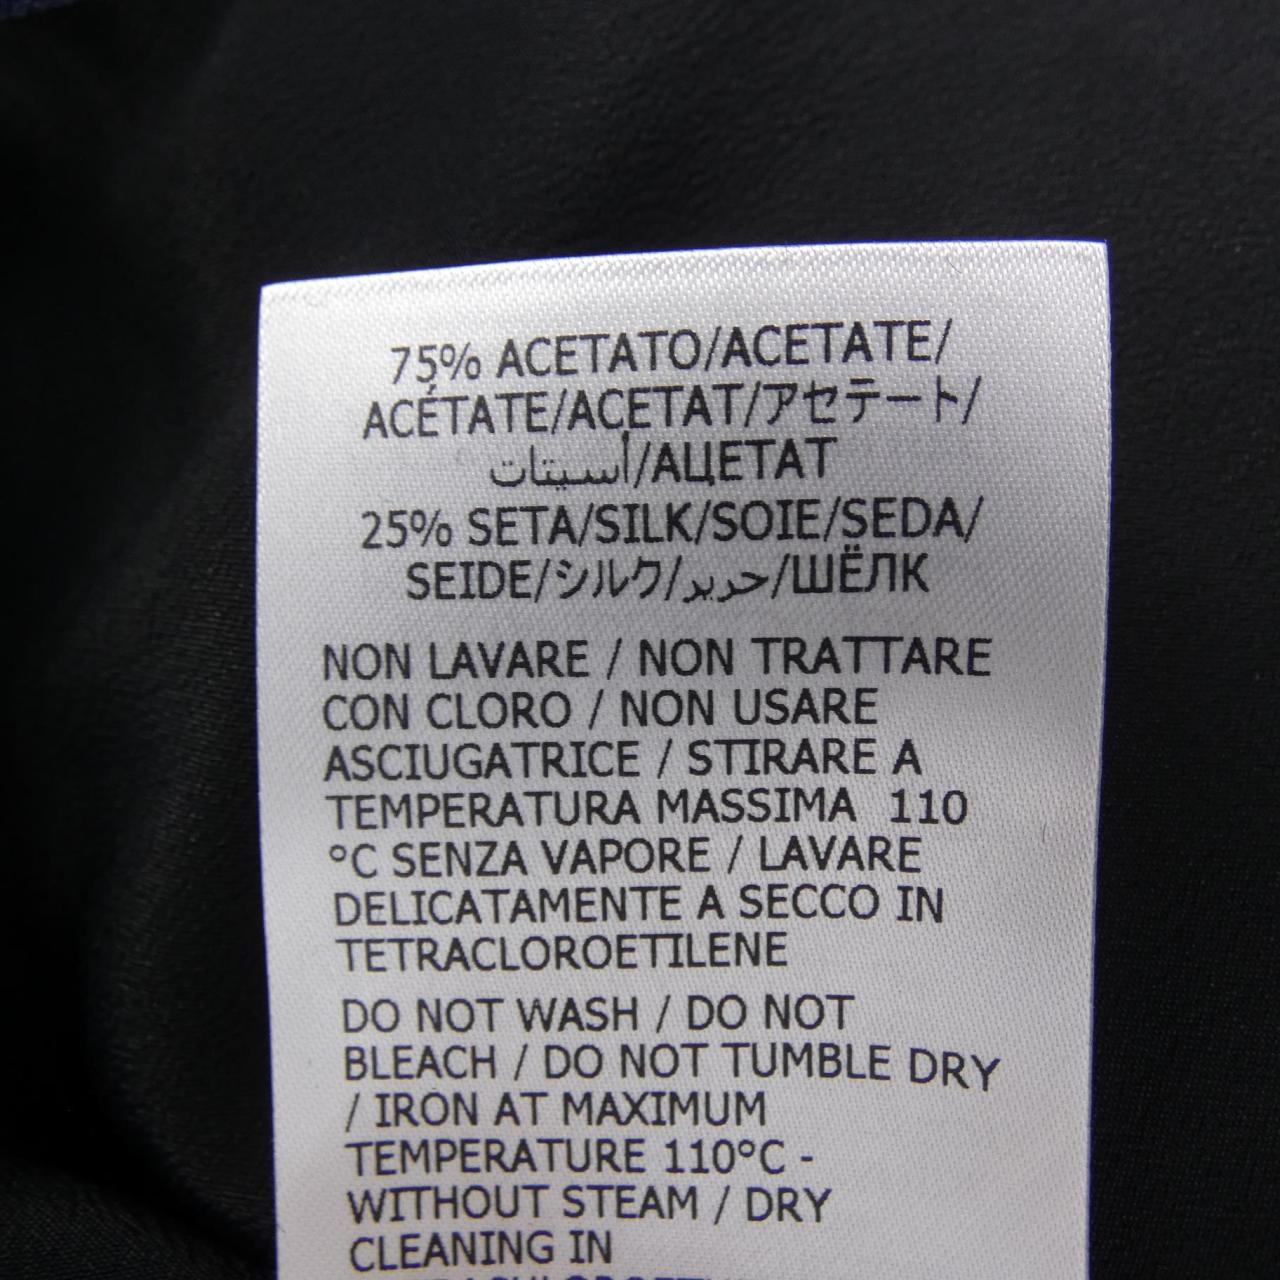 75% ACETATO/ACETATE/
ACÉTATE/ACETAT/アセテート/
أسيتات/АЦЕТАТ
25% SETA/SILK/SOIE/SEDA/
SEIDE/シルク/حرير/ШЁЛК
NON LAVARE / NON TRATTARE
CON CLORO / NON USARE
ASCIUGATRICE / STIRARE A
TEMPERATURA MASSIMA 110
°C SENZA VAPORE / LAVARE
DELICATAMENTE A SECCO IN
TETRACLOROETILENE
DO NOT WASH / DO NOT
BLEACH / DO NOT TUMBLE DRY
/ IRON AT MAXIMUM
TEMPERATURE 110°C -
WITHOUT STEAM / DRY
CLEANING IN